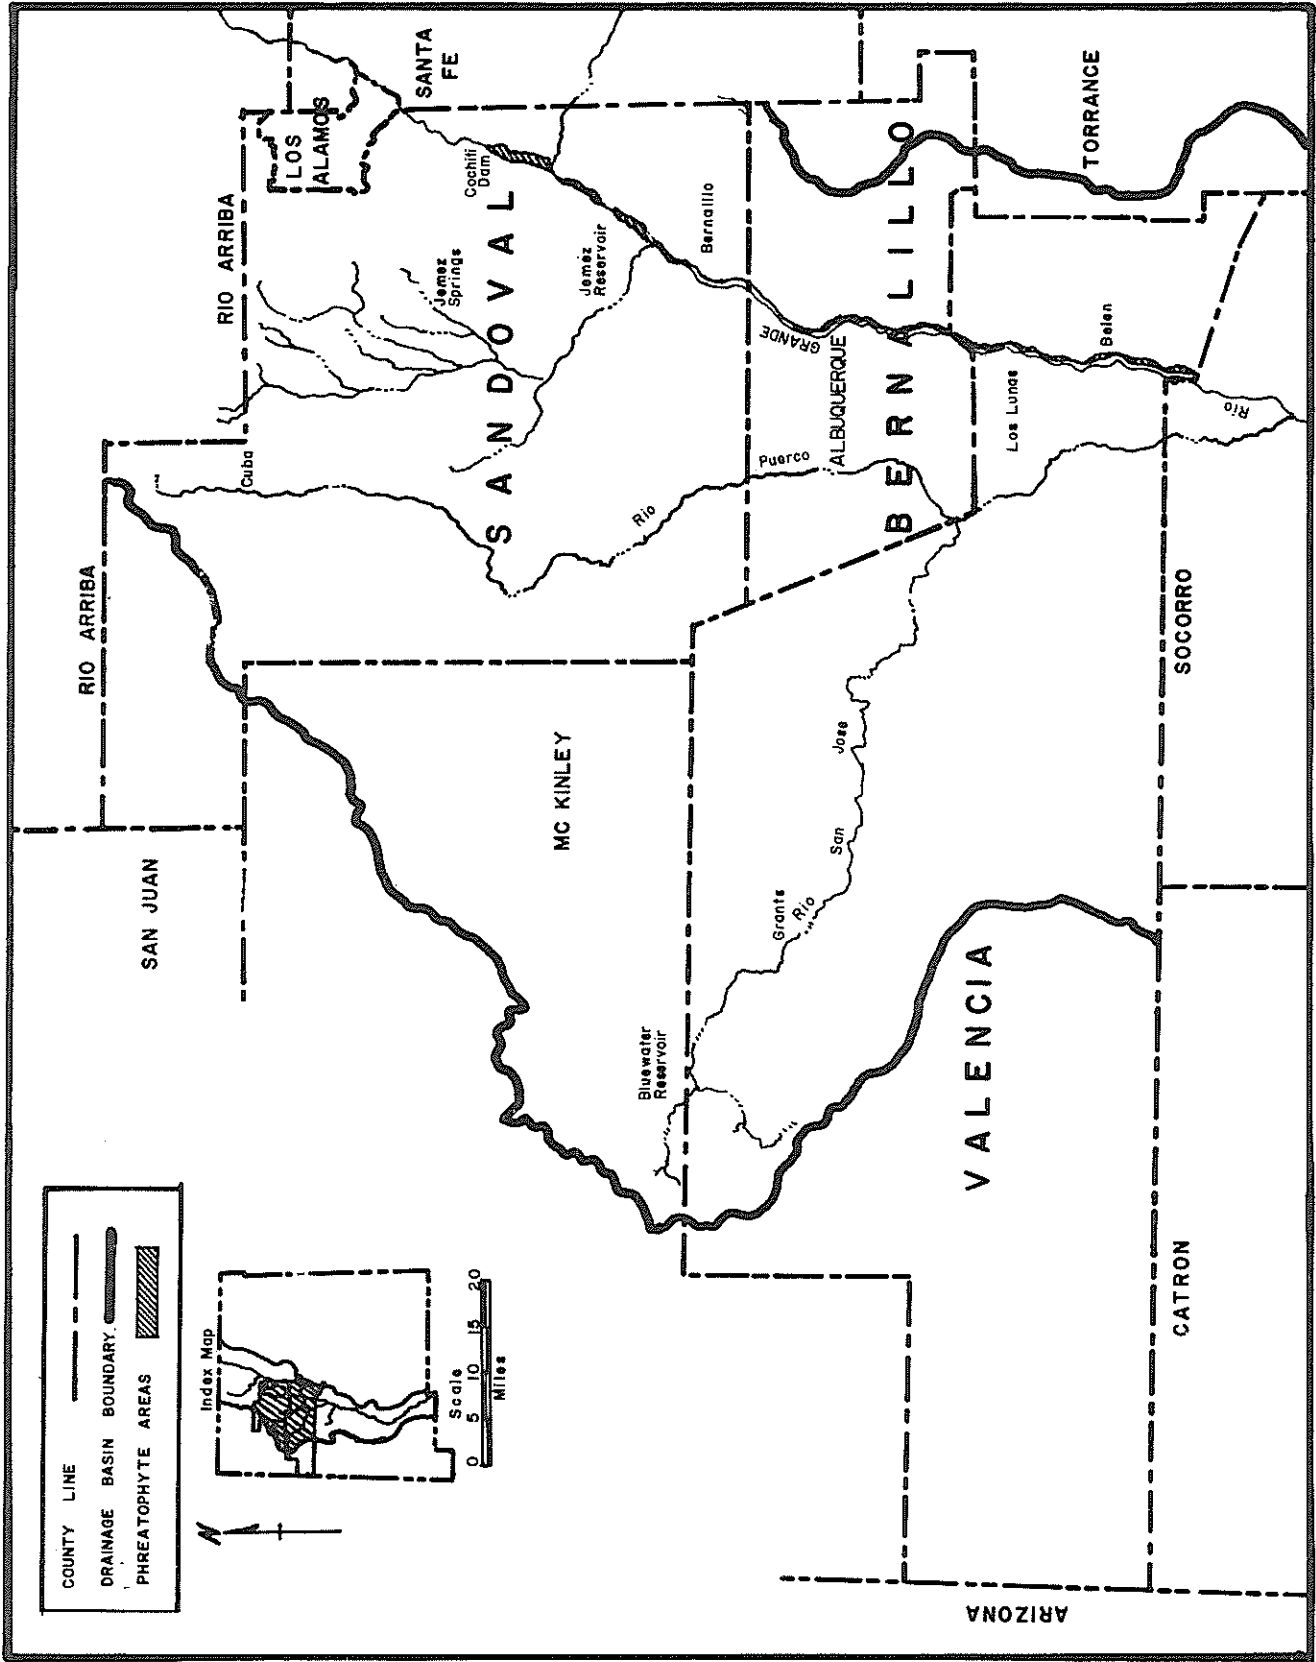 COUNTY LINE
DRAINAGE BASIN BOUNDARY
PHREATOPHYTE AREAS
Index Map
N
Scale
0 5 10 15 20
Miles
SAN JUAN
RIO ARRIBA
RIO ARRIBA
LOS
ALAMOS
SANTA
FE
Cuba
Jemez
Springs
Cochiti
Dam
SANDOVAL
Jemez
Reservoir
MC KINLEY
Rio
Bernalillo
Bluewater
Reservoir
Puerco
GRANDE
Grants
Rio
San
Jose
ALBUQUERQUE
BERNALILLO
VALENCIA
Los Lunas
Belen
TORRANCE
Rio
CATRON
SOCORRO
ARIZONA